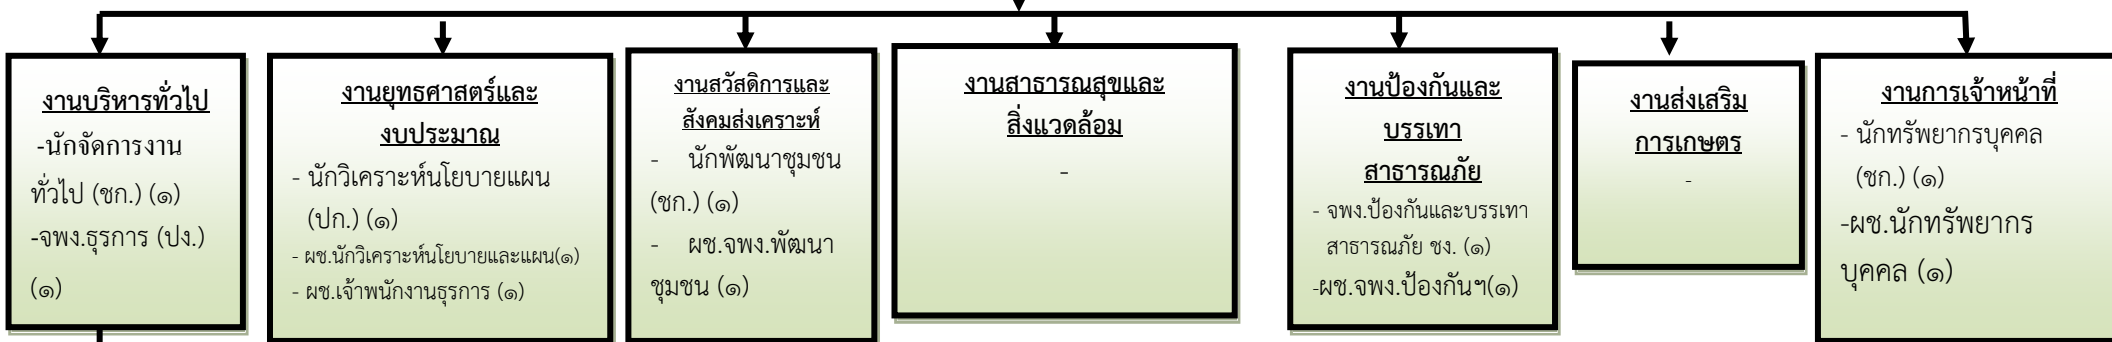 งานบริหารทั่วไป
-นักจัดการงาน
ทั่วไป (ชก.) (๑)
-จพง.ธุรการ (ปง.)
(๑)
งานยุทธศาสตร์และ
งบประมาณ
- นักวิเคราะห์นโยบายแผน
(ปก.) (๑)
- ผช.นักวิเคราะห์นโยบายและแผน(๑)
- ผช.เจ้าพนักงานธุรการ (๑)
งานสวัสดิการและ
สังคมส่งเคราะห์
- นักพัฒนาชุมชน
(ชก.) (๑)
- ผช.จพง.พัฒนา
ชุมชน (๑)
งานสาธารณสุขและ
สิ่งแวดล้อม
-
งานป้องกันและ
บรรเทา
สาธารณภัย
- จพง.ป้องกันและบรรเทา
สาธารณภัย ชง. (๑)
-ผช.จพง.ป้องกันฯ(๑)
งานส่งเสริม
การเกษตร
-
งานการเจ้าหน้าที่
- นักทรัพยากรบุคคล
(ชก.) (๑)
-ผช.นักทรัพยากร
บุคคล (๑)